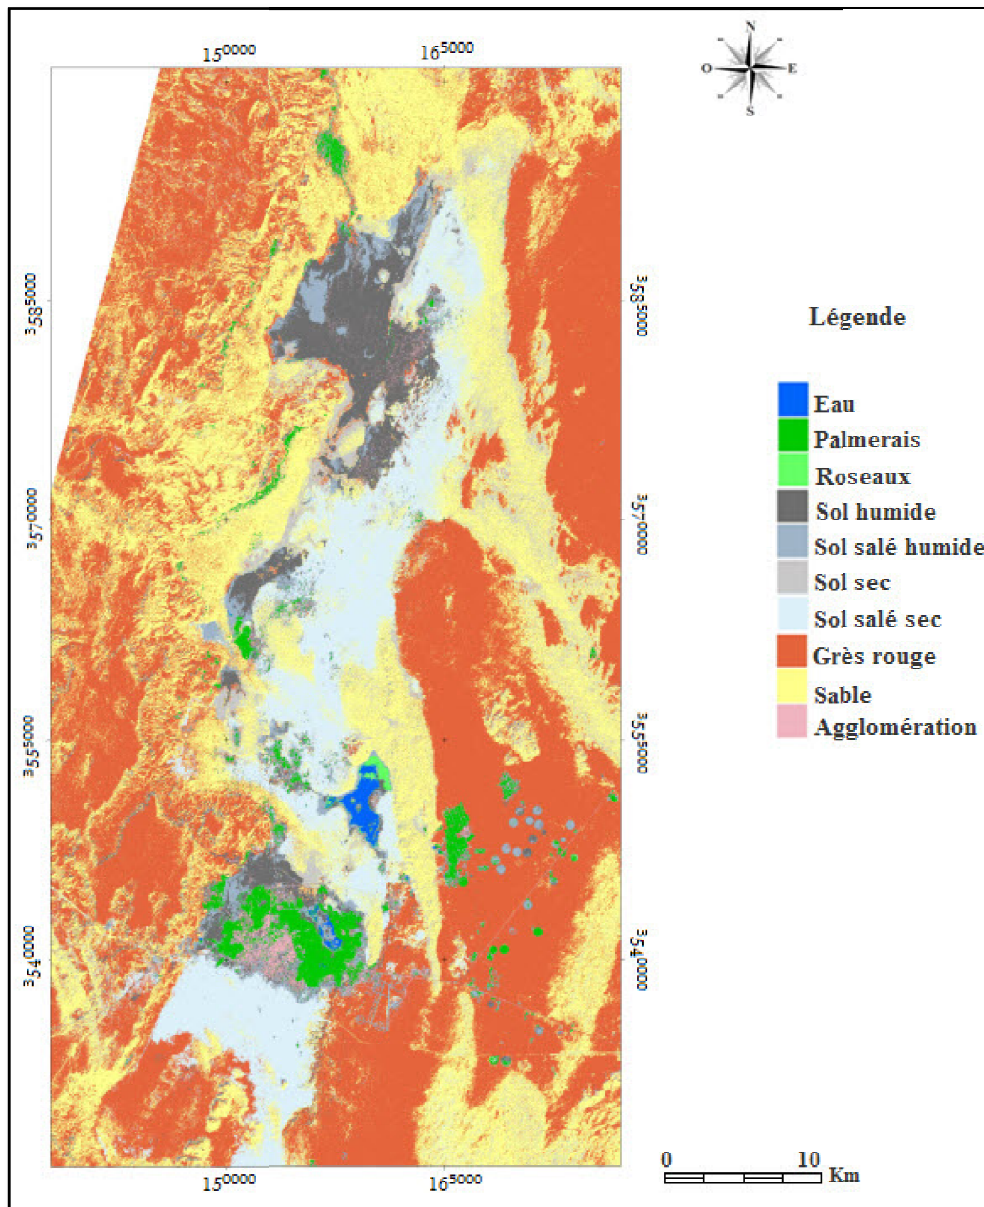 N
O E
S
150000 165000
3585000 3585000
3570000 3570000
3555000 3555000
3540000 3540000
150000 165000
Légende
Eau
Palmerais
Roseaux
Sol humide
Sol salé humide
Sol sec
Sol salé sec
Grès rouge
Sable
Agglomération
0 10
Km